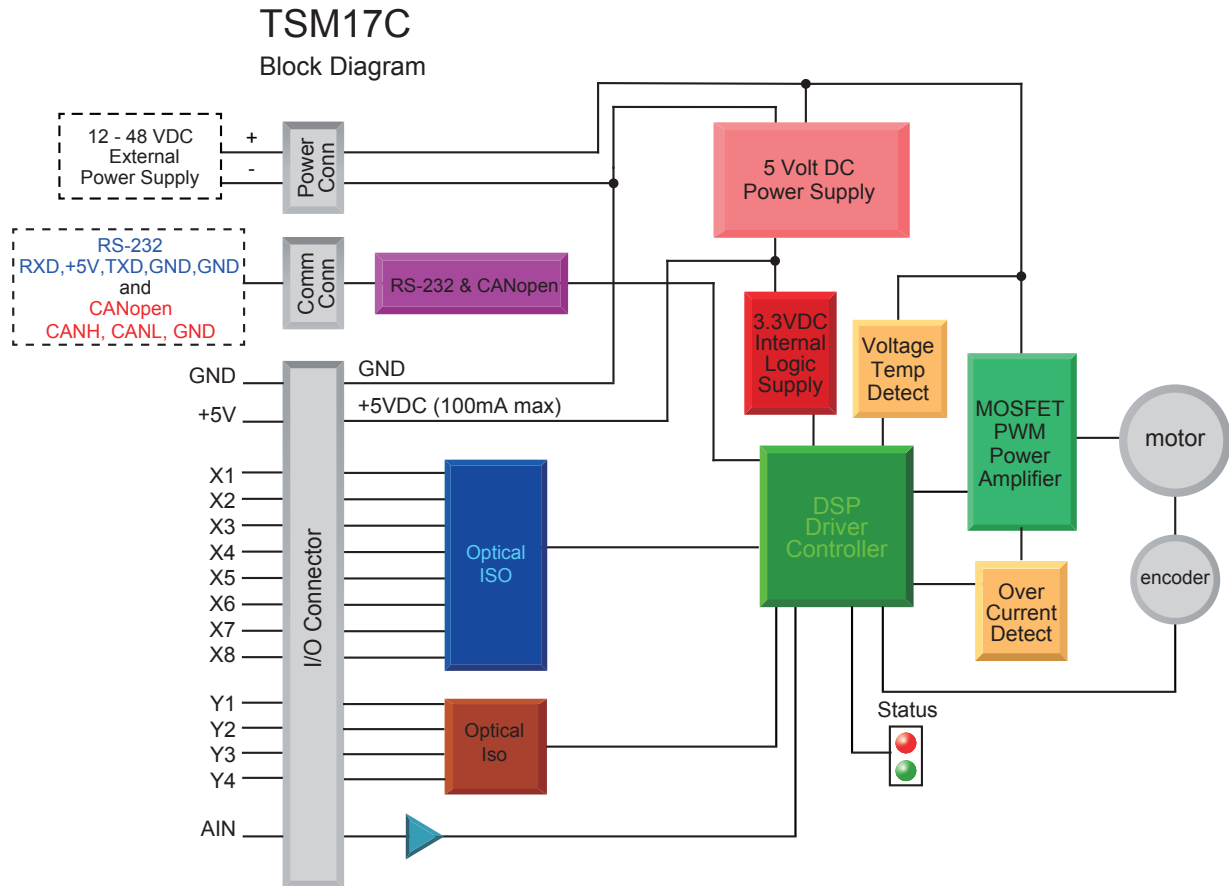 TSM17C
Block Diagram
12 - 48 VDC
External
Power Supply
+
-
Power
Conn
5 Volt DC
Power Supply
RS-232
RXD,+5V,TXD,GND,GND
and
CANopen
CANH, CANL, GND
Comm
Conn
RS-232 & CANopen
3.3VDC
Internal
Logic
Supply
Voltage
Temp
Detect
MOSFET
PWM
Power
Amplifier
motor
encoder
GND
+5V
GND
+5VDC (100mA max)
I/O Connector
X1
X2
X3
X4
X5
X6
X7
X8
Optical
ISO
DSP
Driver
Controller
Over
Current
Detect
Y1
Y2
Y3
Y4
Optical
Iso
Status
AIN